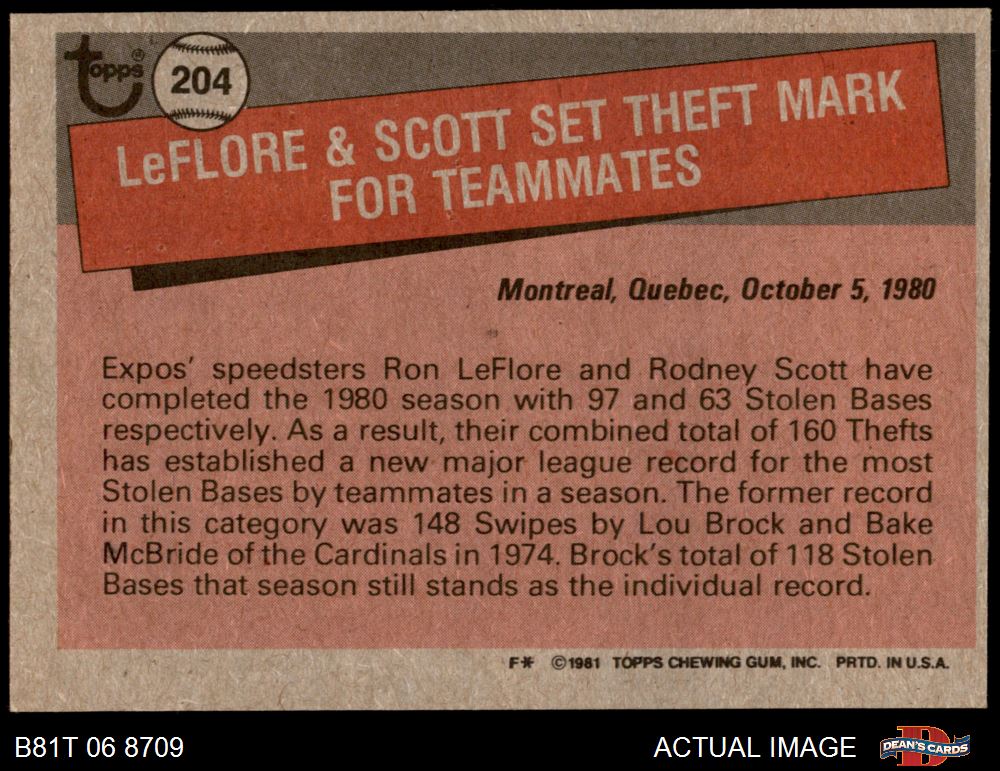 Topps®
204
LeFLORE & SCOTT SET THEFT MARK
FOR TEAMMATES
Montreal, Quebec, October 5, 1980
Expos' speedsters Ron LeFlore and Rodney Scott have
completed the 1980 season with 97 and 63 Stolen Bases
respectively. As a result, their combined total of 160 Thefts
has established a new major league record for the most
Stolen Bases by teammates in a season. The former record
in this category was 148 Swipes by Lou Brock and Bake
McBride of the Cardinals in 1974. Brock's total of 118 Stolen
Bases that season still stands as the individual record.
F* ©1981 TOPPS CHEWING GUM, INC. PRTD. IN U.S.A.
B81T 06 8709
ACTUAL IMAGE
DEAN'S CARDS